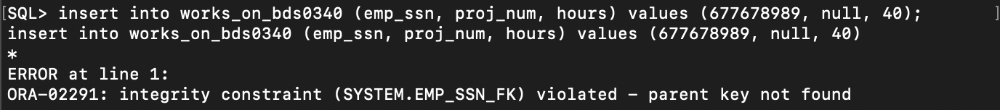 [SQL> insert into works_on_bds0340 (emp_ssn, proj_num, hours) values (677678989, null, 40); ]
insert into works_on_bds0340 (emp_ssn, proj_num, hours) values (677678989, null, 40)
*
ERROR at line 1:
ORA-02291: integrity constraint (SYSTEM.EMP_SSN_FK) violated - parent key not found